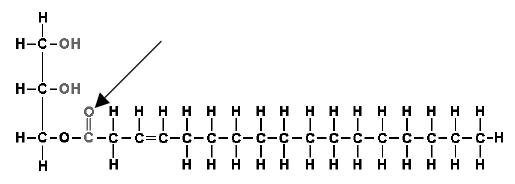 H
H–C–OH
H–C–OH
O H H H H H H H H H H H H H H H H
H–C–O–C–C–C=C–C–C–C–C–C–C–C–C–C–C–C–C–C–H
H H H H H H H H H H H H H H H